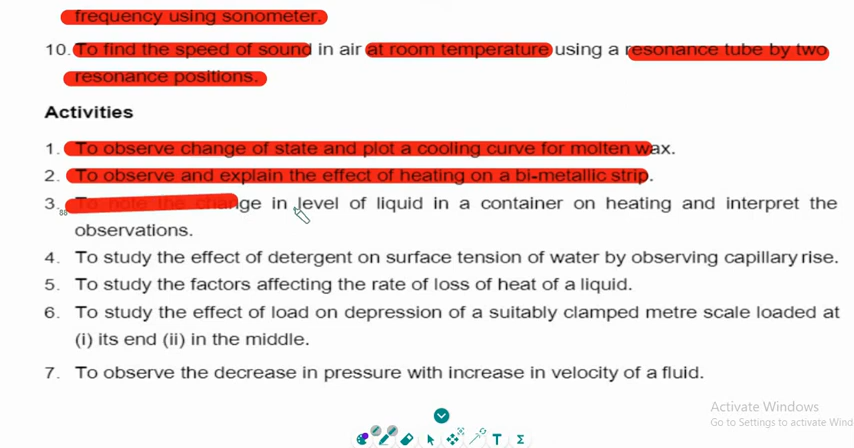 frequency using sonometer.
10. To find the speed of sound in air at room temperature using a resonance tube by two
resonance positions.
Activities
1. To observe change of state and plot a cooling curve for molten wax.
2. To observe and explain the effect of heating on a bi-metallic strip.
3. To note the change in level of liquid in a container on heating and interpret the
observations.
4. To study the effect of detergent on surface tension of water by observing capillary rise.
5. To study the factors affecting the rate of loss of heat of a liquid.
6. To study the effect of load on depression of a suitably clamped metre scale loaded at
(i) its end (ii) in the middle.
7. To observe the decrease in pressure with increase in velocity of a fluid.
Activate Windows
Go to Settings to activate Wind